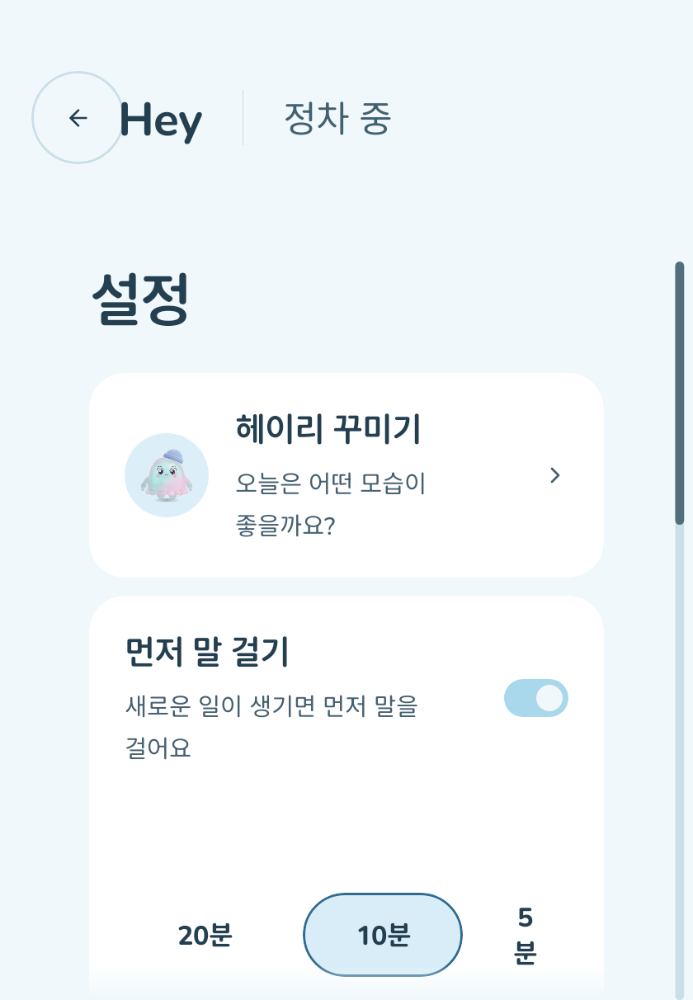 Hey
정차 중
설정
헤이리 꾸미기
오늘은 어떤 모습이
좋을까요?
먼저 말 걸기
새로운 일이 생기면 먼저 말을
걸어요
20분
10분
5
분